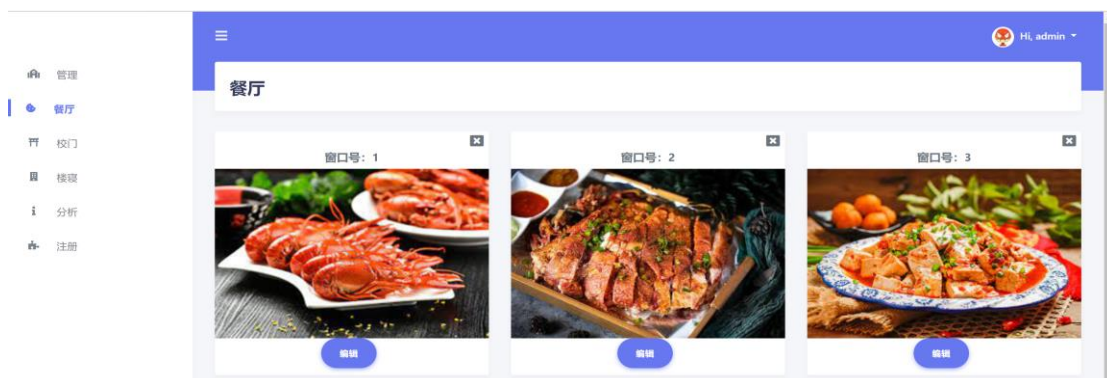 Hi, admin
管理
餐厅
校门
楼寝
分析
注册
餐厅
窗口号：1
窗口号：2
窗口号：3
编辑
编辑
编辑